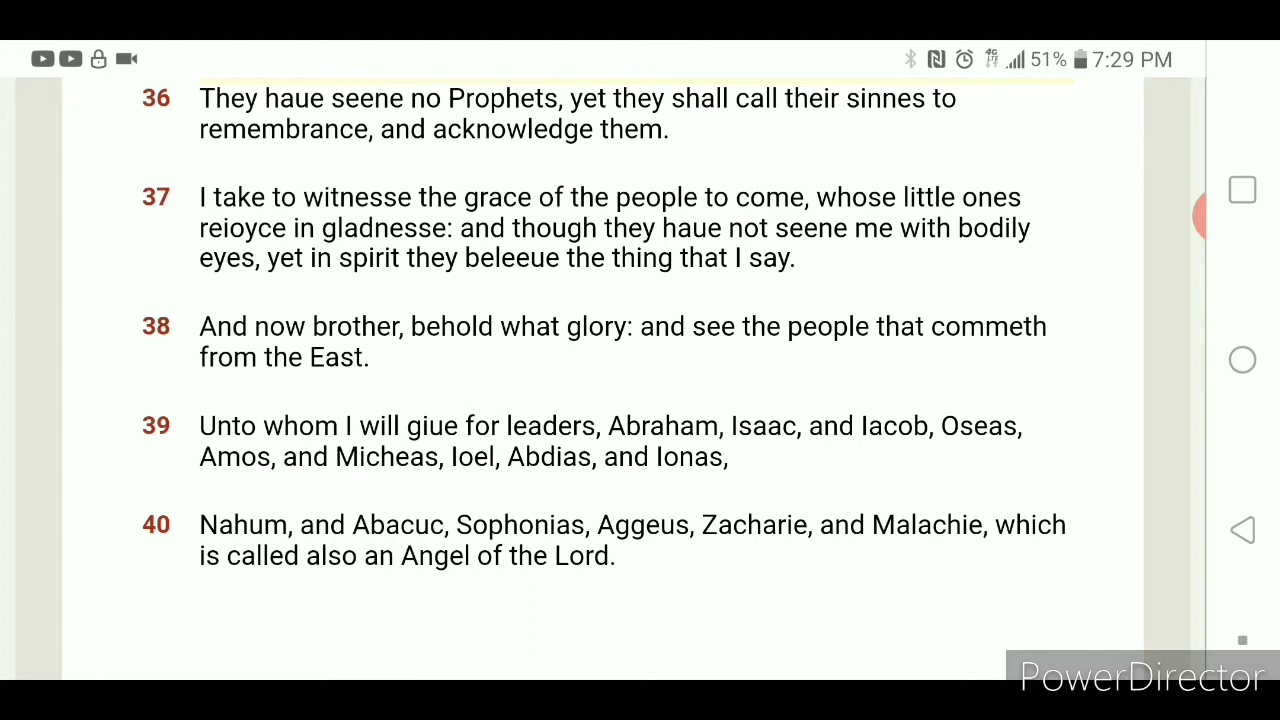 51% 7:29 PM
36 They haue seene no Prophets, yet they shall call their sinnes to
remembrance, and acknowledge them.
37 I take to witnesse the grace of the people to come, whose little ones
reioyce in gladnesse: and though they haue not seene me with bodily
eyes, yet in spirit they beleeue the thing that I say.
38 And now brother, behold what glory: and see the people that commeth
from the East.
39 Unto whom I will giue for leaders, Abraham, Isaac, and Iacob, Oseas,
Amos, and Micheas, Ioel, Abdias, and Ionas,
40 Nahum, and Abacuc, Sophonias, Aggeus, Zacharie, and Malachie, which
is called also an Angel of the Lord.
PowerDirector